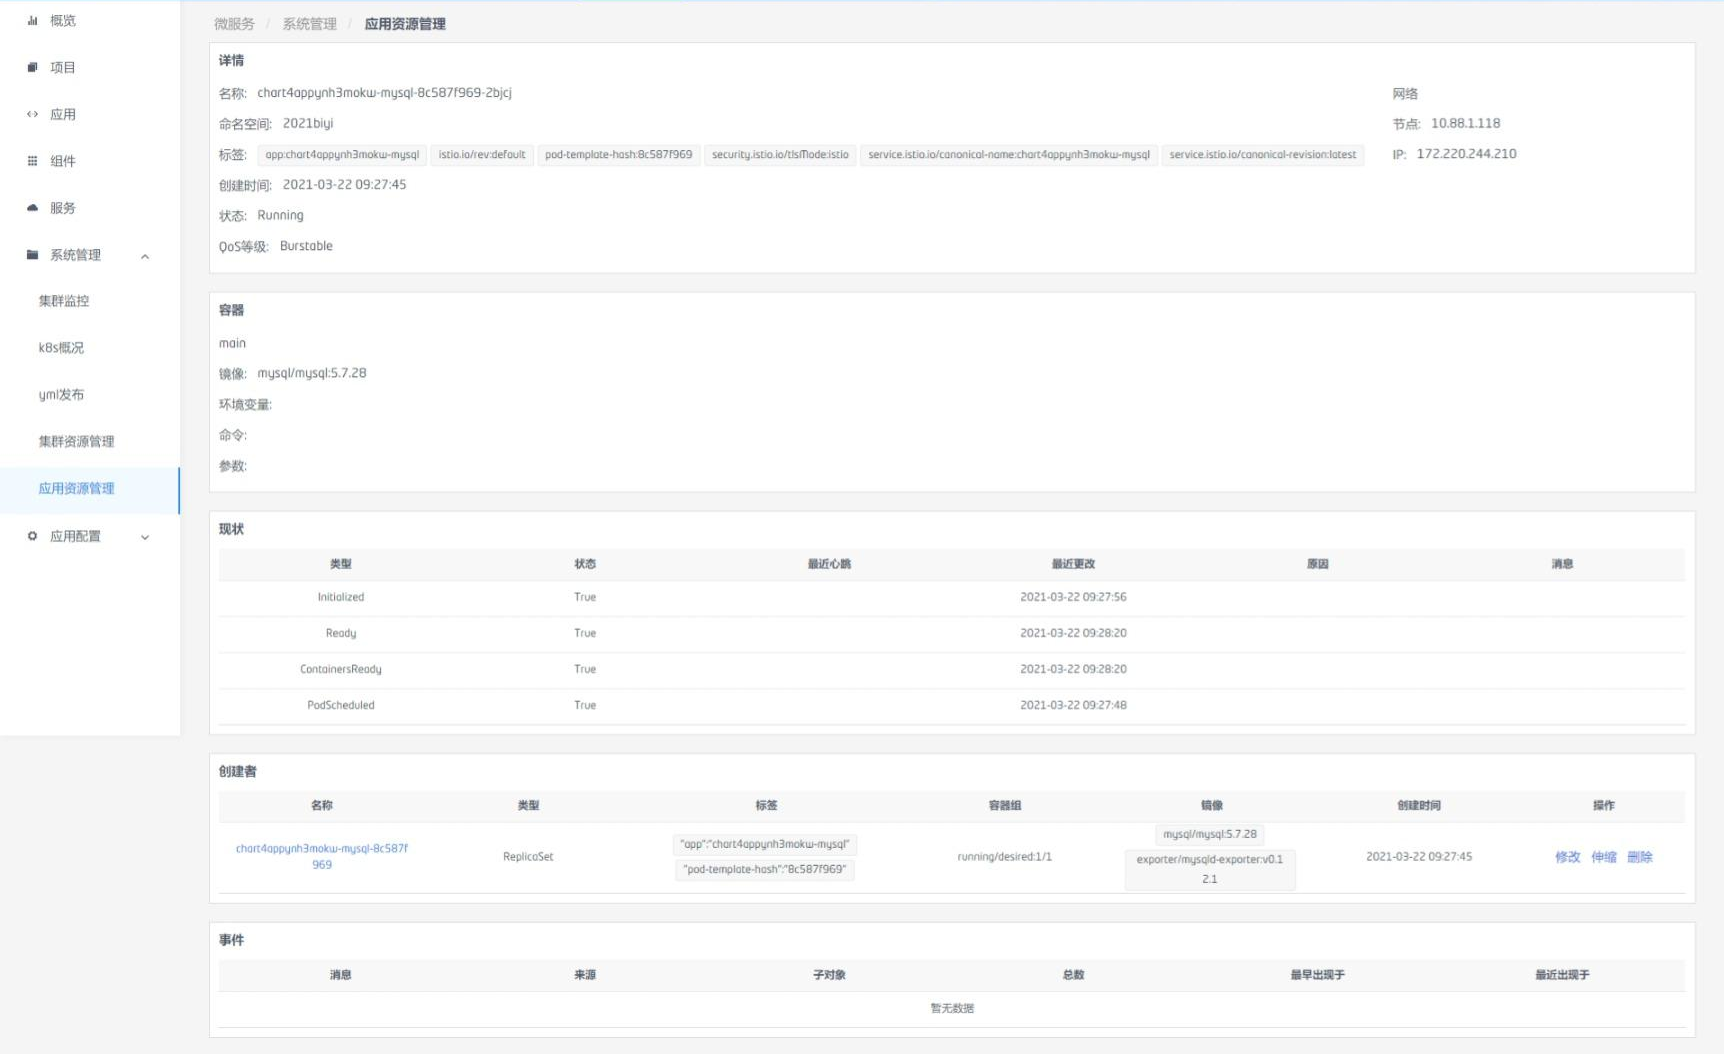 概览
项目
应用
组件
服务
系统管理
集群监控
k8s概况
yml发布
集群资源管理
应用资源管理
应用配置
微服务 / 系统管理 / 应用资源管理
详情
名称: chart4appynh3mokw-mysql-8c587f969-2bjcj
命名空间: 2021biyi
标签: app:chart4appynh3mokw-mysql istio.io/rev:default pod-template-hash:8c587f969 security.istio.io/tlsMode:istio service.istio.io/canonical-name:chart4appynh3mokw-mysql service.istio.io/canonical-revision:latest
创建时间: 2021-03-22 09:27:45
状态: Running
QoS等级: Burstable
网络
节点: 10.88.1.118
IP: 172.220.244.210
容器
main
镜像: mysql/mysql:5.7.28
环境变量:
命令:
参数:
现状
类型 状态 最近心跳 最近更改 原因 消息
Initialized True 2021-03-22 09:27:56
Ready True 2021-03-22 09:28:20
ContainersReady True 2021-03-22 09:28:20
PodScheduled True 2021-03-22 09:27:48
创建者
名称 类型 标签 容器组 镜像 创建时间 操作
chart4appynh3mokw-mysql-8c587f
969
ReplicaSet
"app":"chart4appynh3mokw-mysql"
"pod-template-hash":"8c587f969"
running/desired:1/1
mysql/mysql:5.7.28
exporter/mysqld-exporter:v0.1
2.1
2021-03-22 09:27:45
修改 伸缩 删除
事件
消息 来源 子对象 总数 最早出现于 最近出现于
暂无数据